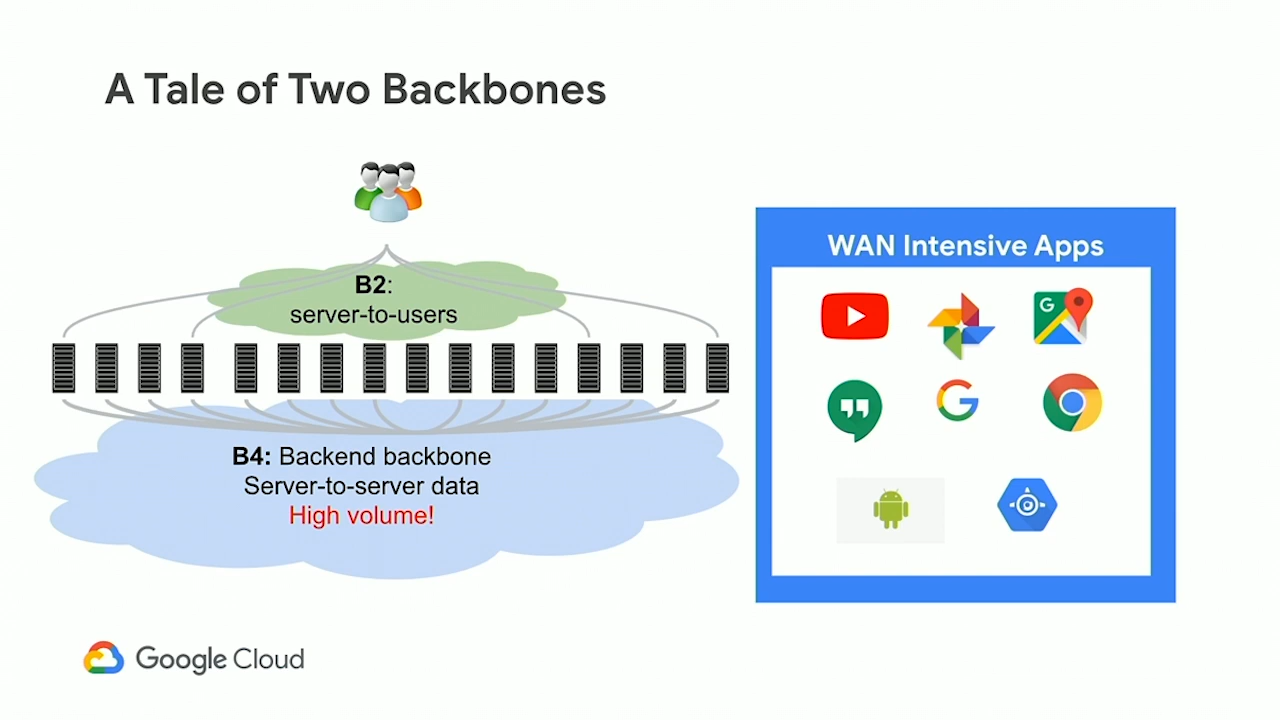 A Tale of Two Backbones
B2:
server-to-users
B4: Backend backbone
Server-to-server data
High volume!
WAN Intensive Apps
G
G
Google Cloud